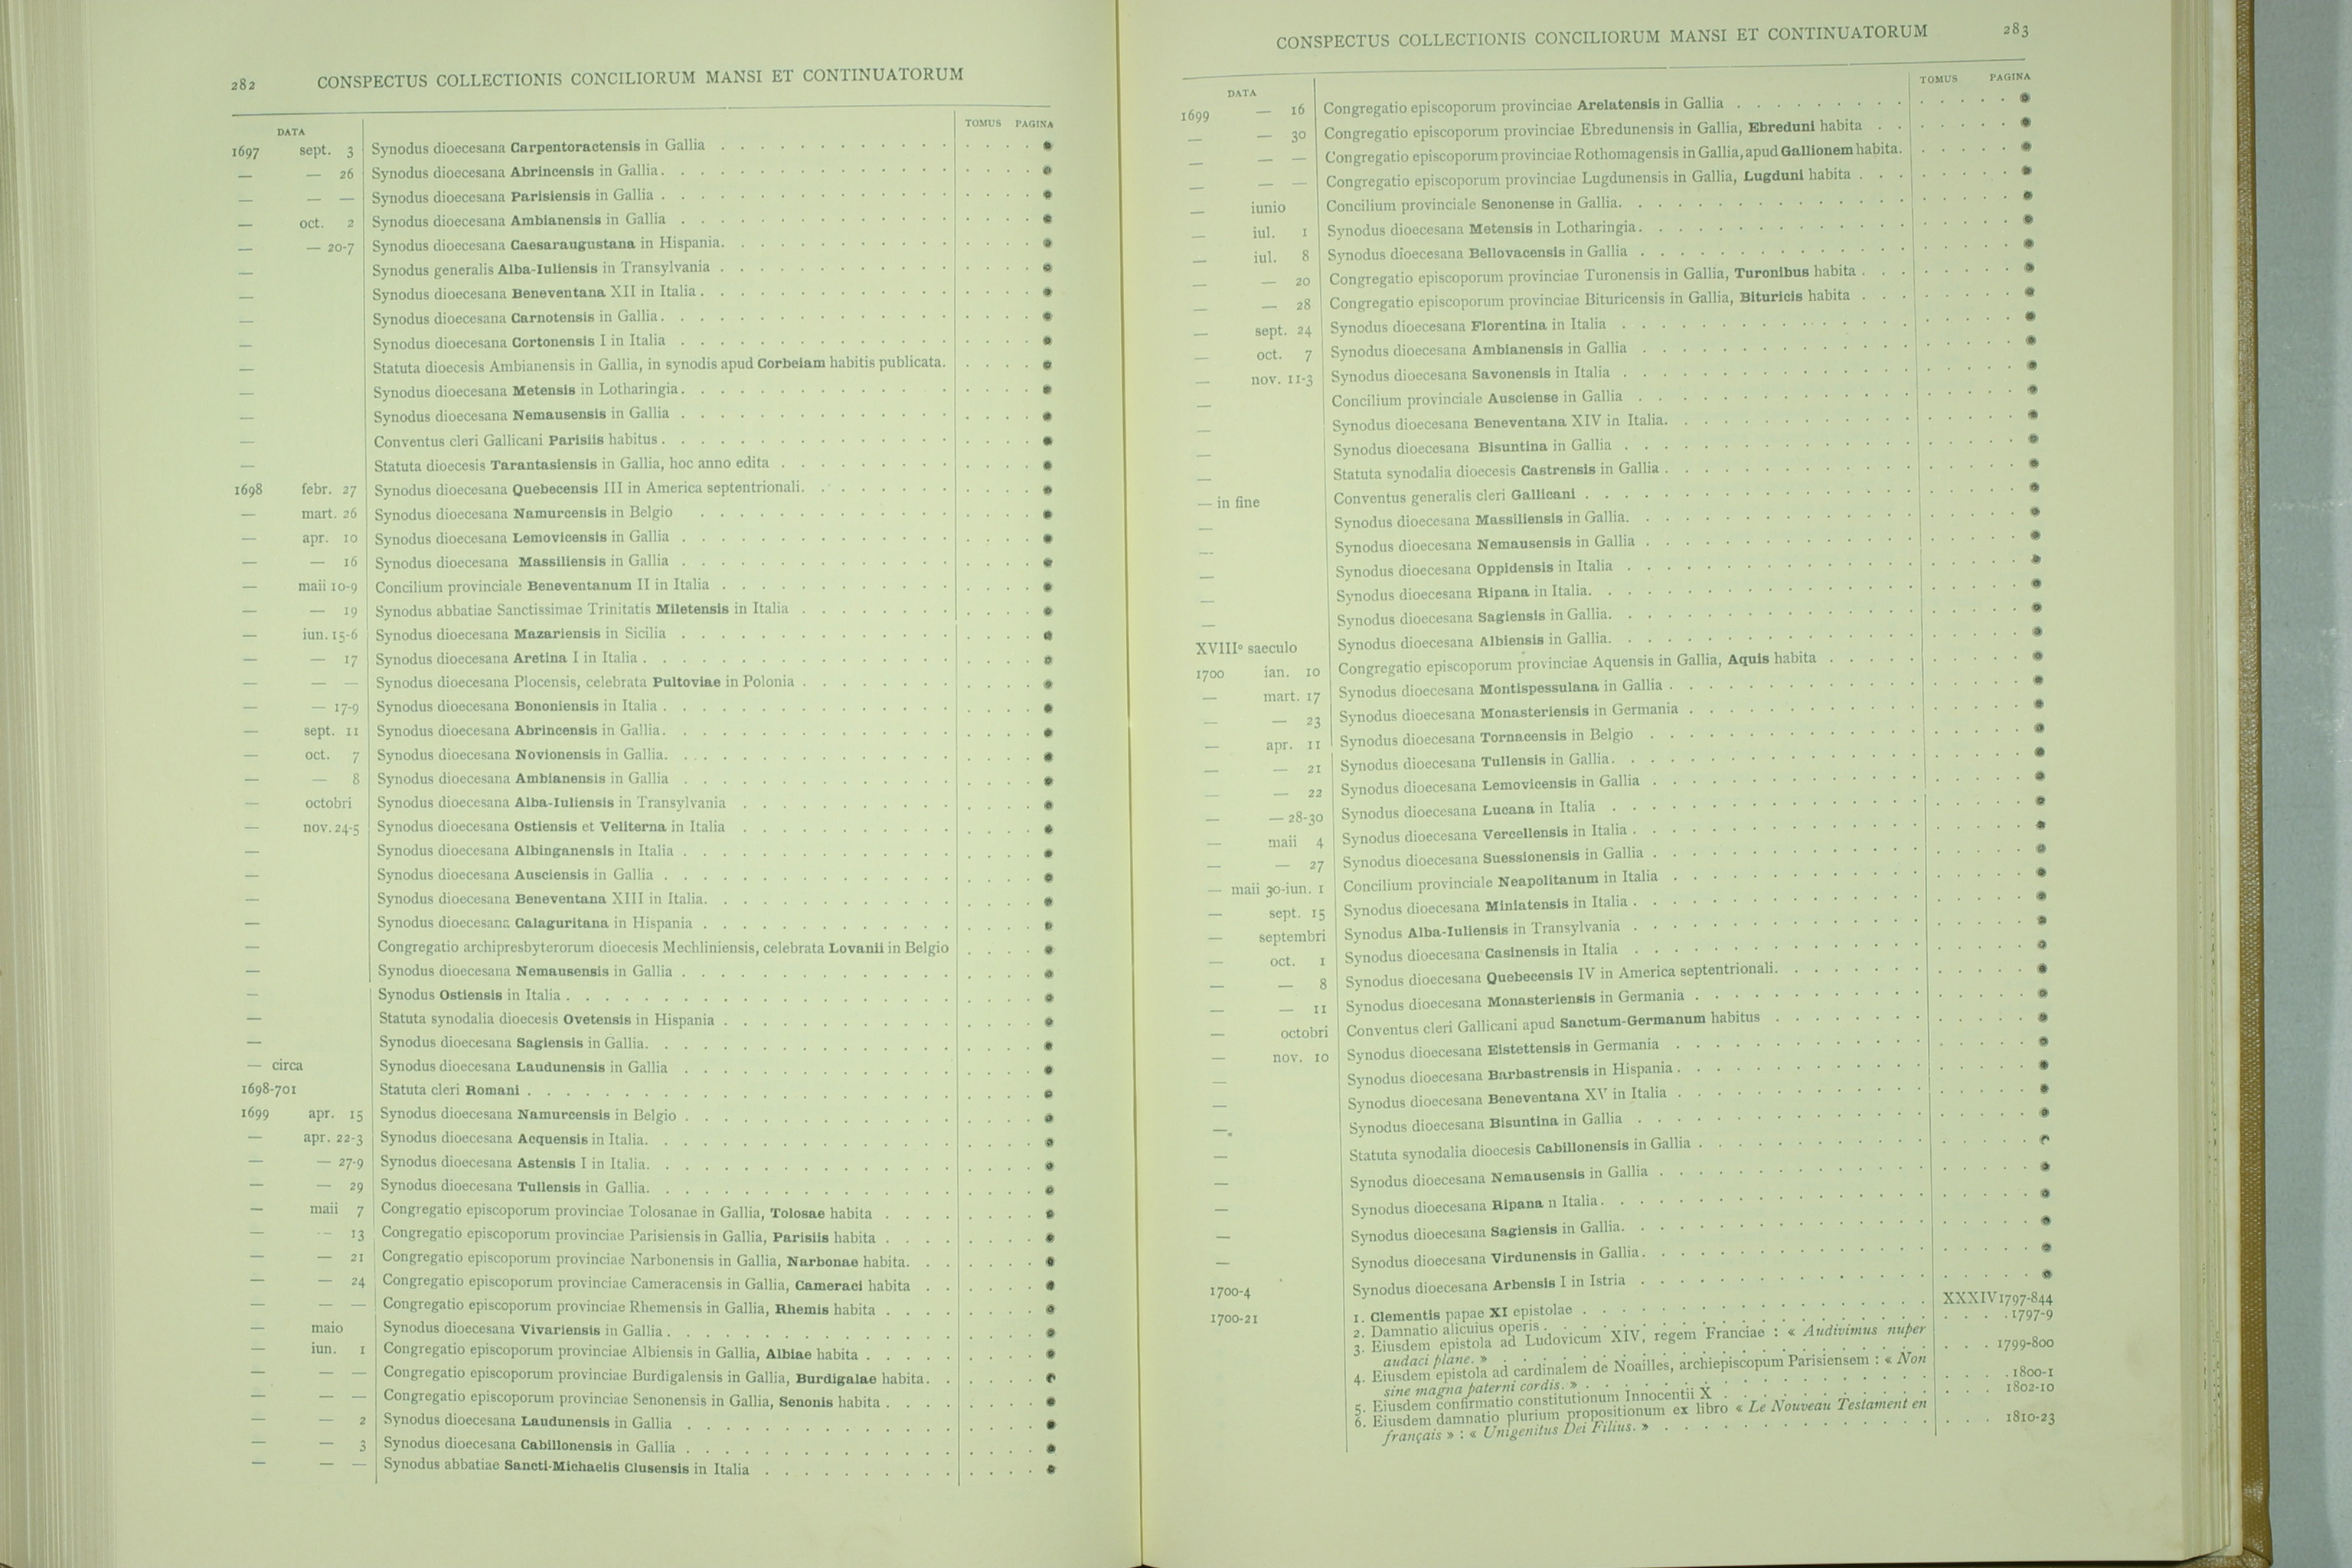 282 CONSPECTUS COLLECTIONIS CONCILIORUM MANSI ET CONTINUATORUM
DATA TOMUS PAGINA
1697 sept. 3 Synodus dioecesana Carpentoractensis in Gallia
— — 26 Synodus dioecesana Abrincensis in Gallia.
— — — Synodus dioecesana Parisiensis in Gallia
— oct. 2 Synodus dioecesana Ambianensis in Gallia
— — 20-7 Synodus dioecesana Caesaraugustana in Hispania.
— Synodus generalis Alba-Iuliensis in Transylvania
— Synodus dioecesana Beneventana XII in Italia
— Synodus dioecesana Carnotensis in Gallia
— Synodus dioecesana Cortonensis I in Italia
— Statuta dioecesis Ambianensis in Gallia, in synodis apud Corbeiam habitis publicata.
— Synodus dioecesana Metensis in Lotharingia
— Synodus dioecesana Nemausensis in Gallia
— Conventus cleri Gallicani Parisiis habitus
— Statuta dioecesis Tarantasiensis in Gallia, hoc anno edita
1698 febr. 27 Synodus dioecesana Quebecensis III in America septentrionali.
— mart. 26 Synodus dioecesana Namurcensis in Belgio
— apr. 10 Synodus dioecesana Lemovicensis in Gallia
— — 16 Synodus dioecesana Massiliensis in Gallia
— maii 10-9 Concilium provinciale Beneventanum II in Italia
— — 19 Synodus abbatiae Sanctissimae Trinitatis Miletensis in Italia
— iun. 15-6 Synodus dioecesana Mazariensis in Sicilia
— — 17 Synodus dioecesana Aretina I in Italia
— — — Synodus dioecesana Plocensis, celebrata Pultoviae in Polonia
— — 17-9 Synodus dioecesana Bononiensis in Italia
— sept. 11 Synodus dioecesana Abrincensis in Gallia.
— oct. 7 Synodus dioecesana Novionensis in Gallia.
— — 8 Synodus dioecesana Ambianensis in Gallia
— octobri Synodus dioecesana Alba-Iuliensis in Transylvania
— nov. 24-5 Synodus dioecesana Ostiensis et Veliterna in Italia
— Synodus dioecesana Albinganensis in Italia
— Synodus dioecesana Ausciensis in Gallia
— Synodus dioecesana Beneventana XIII in Italia.
— Synodus dioecesana Calaguritana in Hispania
— Congregatio archipresbyterorum dioecesis Mechliniensis, celebrata Lovanii in Belgio
— Synodus dioecesana Nemausensis in Gallia
— Synodus Ostiensis in Italia
— Statuta synodalia dioecesis Ovetensis in Hispania
— Synodus dioecesana Sagiensis in Gallia.
— circa Synodus dioecesana Laudunensis in Gallia
1698-701 Statuta cleri Romani
1699 apr. 15 Synodus dioecesana Namurcensis in Belgio
— apr. 22-3 Synodus dioecesana Acquensis in Italia.
— — 27-9 Synodus dioecesana Astensis I in Italia.
— — 29 Synodus dioecesana Tullensis in Gallia.
— maii 7 Congregatio episcoporum provinciae Tolosanae in Gallia, Tolosae habita
— — 13 Congregatio episcoporum provinciae Parisiensis in Gallia, Parisiis habita
— — 21 Congregatio episcoporum provinciae Narbonensis in Gallia, Narbonae habita.
— — 24 Congregatio episcoporum provinciae Cameracensis in Gallia, Cameraci habita
— — — Congregatio episcoporum provinciae Rhemensis in Gallia, Rhemis habita
— maio Synodus dioecesana Vivariensis in Gallia
— iun. 1 Congregatio episcoporum provinciae Albiensis in Gallia, Albiae habita
— — — Congregatio episcoporum provinciae Burdigalensis in Gallia, Burdigalae habita.
— — — Congregatio episcoporum provinciae Senonensis in Gallia, Senonis habita
— — 2 Synodus dioecesana Laudunensis in Gallia
— — 3 Synodus dioecesana Cabillonensis in Gallia
— — — Synodus abbatiae Sancti-Michaelis Clusensis in Italia
CONSPECTUS COLLECTIONIS CONCILIORUM MANSI ET CONTINUATORUM 283
DATA TOMUS PAGINA
1699 — 16 Congregatio episcoporum provinciae Arelatensis in Gallia
— — 30 Congregatio episcoporum provinciae Ebredunensis in Gallia, Ebreduni habita
— — — Congregatio episcoporum provinciae Rothomagensis in Gallia, apud Gallionem habita.
— — — Congregatio episcoporum provinciae Lugdunensis in Gallia, Lugduni habita
— iunio Concilium provinciale Senonense in Gallia.
— iul. 1 Synodus dioecesana Metensis in Lotharingia.
— iul. 8 Synodus dioecesana Bellovacensis in Gallia
— — 20 Congregatio episcoporum provinciae Turonensis in Gallia, Turonibus habita
— — 28 Congregatio episcoporum provinciae Bituricensis in Gallia, Bituricis habita
— sept. 24 Synodus dioecesana Florentina in Italia
— oct. 7 Synodus dioecesana Ambianensis in Gallia
— nov. 11-3 Synodus dioecesana Savonensis in Italia
— Concilium provinciale Ausciense in Gallia
— Synodus dioecesana Beneventana XIV in Italia.
— Synodus dioecesana Bisuntina in Gallia
— Statuta synodalia dioecesis Castrensis in Gallia
— in fine Conventus generalis cleri Gallicani
— Synodus dioecesana Massiliensis in Gallia.
— Synodus dioecesana Nemausensis in Gallia
— Synodus dioecesana Oppidensis in Italia
— Synodus dioecesana Ripana in Italia.
— Synodus dioecesana Sagiensis in Gallia.
XVIIIo saeculo Synodus dioecesana Albiensis in Gallia.
1700 ian. 10 Congregatio episcoporum provinciae Aquensis in Gallia, Aquis habita
— mart. 17 Synodus dioecesana Montispessulana in Gallia
— — 23 Synodus dioecesana Monasteriensis in Germania
— apr. 11 Synodus dioecesana Tornacensis in Belgio
— — 21 Synodus dioecesana Tullensis in Gallia.
— — 22 Synodus dioecesana Lemovicensis in Gallia
— — 28-30 Synodus dioecesana Lucana in Italia
— maii 4 Synodus dioecesana Vercellensis in Italia
— — 27 Synodus dioecesana Suessionensis in Gallia
— maii 30-iun. 1 Concilium provinciale Neapolitanum in Italia
— sept. 15 Synodus dioecesana Miniatensis in Italia
— septembri Synodus Alba-Iuliensis in Transylvania
— oct. 1 Synodus dioecesana Casinensis in Italia
— — 8 Synodus dioecesana Quebecensis IV in America septentrionali.
— — 11 Synodus dioecesana Monasteriensis in Germania
— octobri Conventus cleri Gallicani apud Sanctum-Germanum habitus
— nov. 10 Synodus dioecesana Eistettensis in Germania
— Synodus dioecesana Barbastrensis in Hispania
— Synodus dioecesana Beneventana XV in Italia
— Synodus dioecesana Bisuntina in Gallia
— Statuta synodalia dioecesis Cabillonensis in Gallia
— Synodus dioecesana Nemausensis in Gallia
— Synodus dioecesana Ripana n Italia.
— Synodus dioecesana Sagiensis in Gallia.
— Synodus dioecesana Virdunensis in Gallia.
1700-4 Synodus dioecesana Arbensis I in Istria
1700-21 1. Clementis papae XI epistolae XXXIV 1797-844
2. Damnatio alicuius operis 1797-9
3. Eiusdem epistola ad Ludovicum XIV, regem Franciae : « Audivimus nuper
audaci plane. » 1799-800
4. Eiusdem epistola ad cardinalem de Noailles, archiepiscopum Parisiensem : « Non
sine magna paterni cordis. » 1800-1
5. Eiusdem confirmatio constitutionum Innocentii X 1802-10
6. Eiusdem damnatio plurium propositionum ex libro « Le Nouveau Testament en
français » : « Unigenitus Dei Filius. » 1810-23